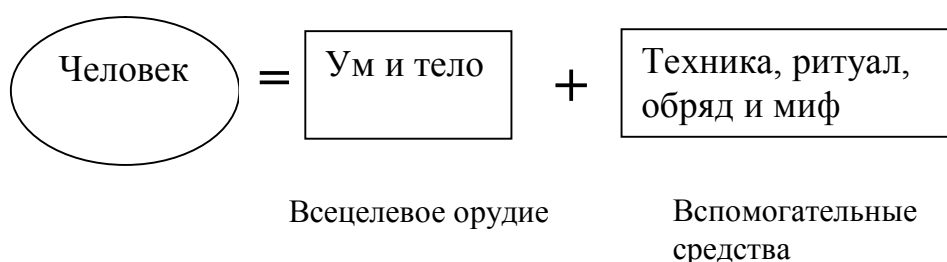 Человек
=
Ум и тело
+
Техника, ритуал,
обряд и миф
Всецелевое орудие
Вспомогательные
средства